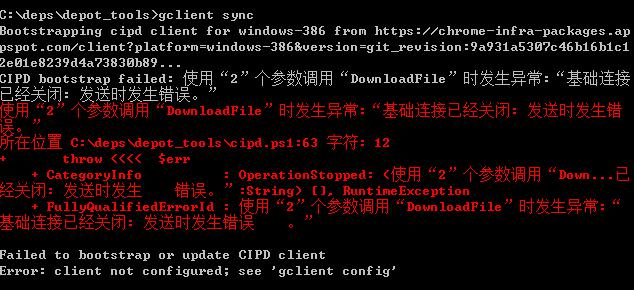 C:\deps\depot_tools>gclient sync
Bootstrapping cipd client for windows-386 from https://chrome-infra-packages.ap
pspot.com/client?platform=windows-386&version=git_revision:9a931a5307c46b16b1c1
2e01e8239d4a73830b89...
CIPD bootstrap failed: 使用“2”个参数调用“DownloadFile”时发生异常:“基础连接
已经关闭: 发送时发生错误。”
使用“2”个参数调用“DownloadFile”时发生异常:“基础连接已经关闭: 发送时发生错
误。”
所在位置 C:\deps\depot_tools\cipd.ps1:63 字符: 12
+       throw <<<<  $err
    + CategoryInfo          : OperationStopped: (使用“2”个参数调用“Down...已
经关闭: 发送时发生    错误。”:String) [], RuntimeException
    + FullyQualifiedErrorId : 使用“2”个参数调用“DownloadFile”时发生异常:“
基础连接已经关闭: 发送时发生错误    。”
Failed to bootstrap or update CIPD client
Error: client not configured; see 'gclient config'